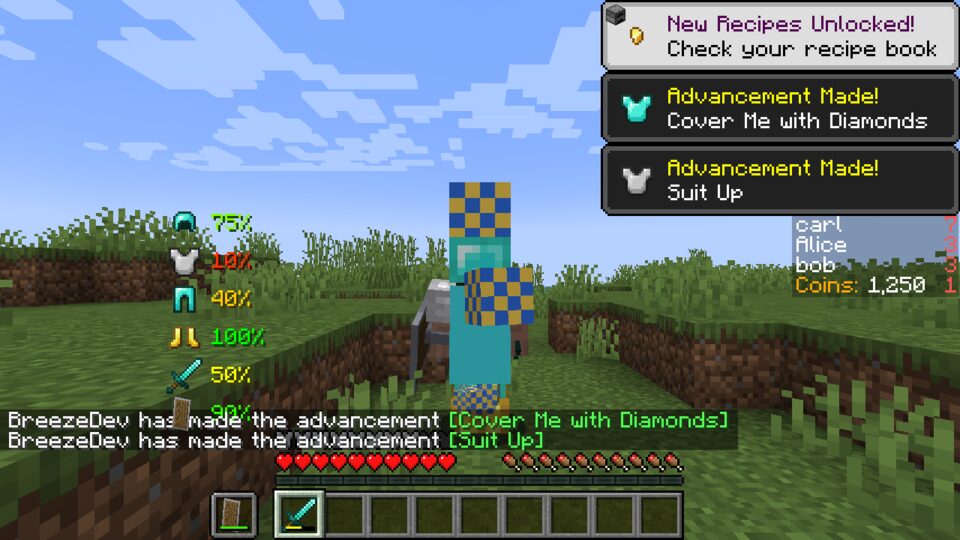 New Recipes Unlocked!
Check your recipe book
Advancement Made!
Cover Me with Diamonds
Advancement Made!
Suit Up
carl 7
Alice 3
bob 3
Coins: 1,250 1
75%
10%
40%
100%
50%
90%
BreezeDev has made the advancement [Cover Me with Diamonds]
BreezeDev has made the advancement [Suit Up]